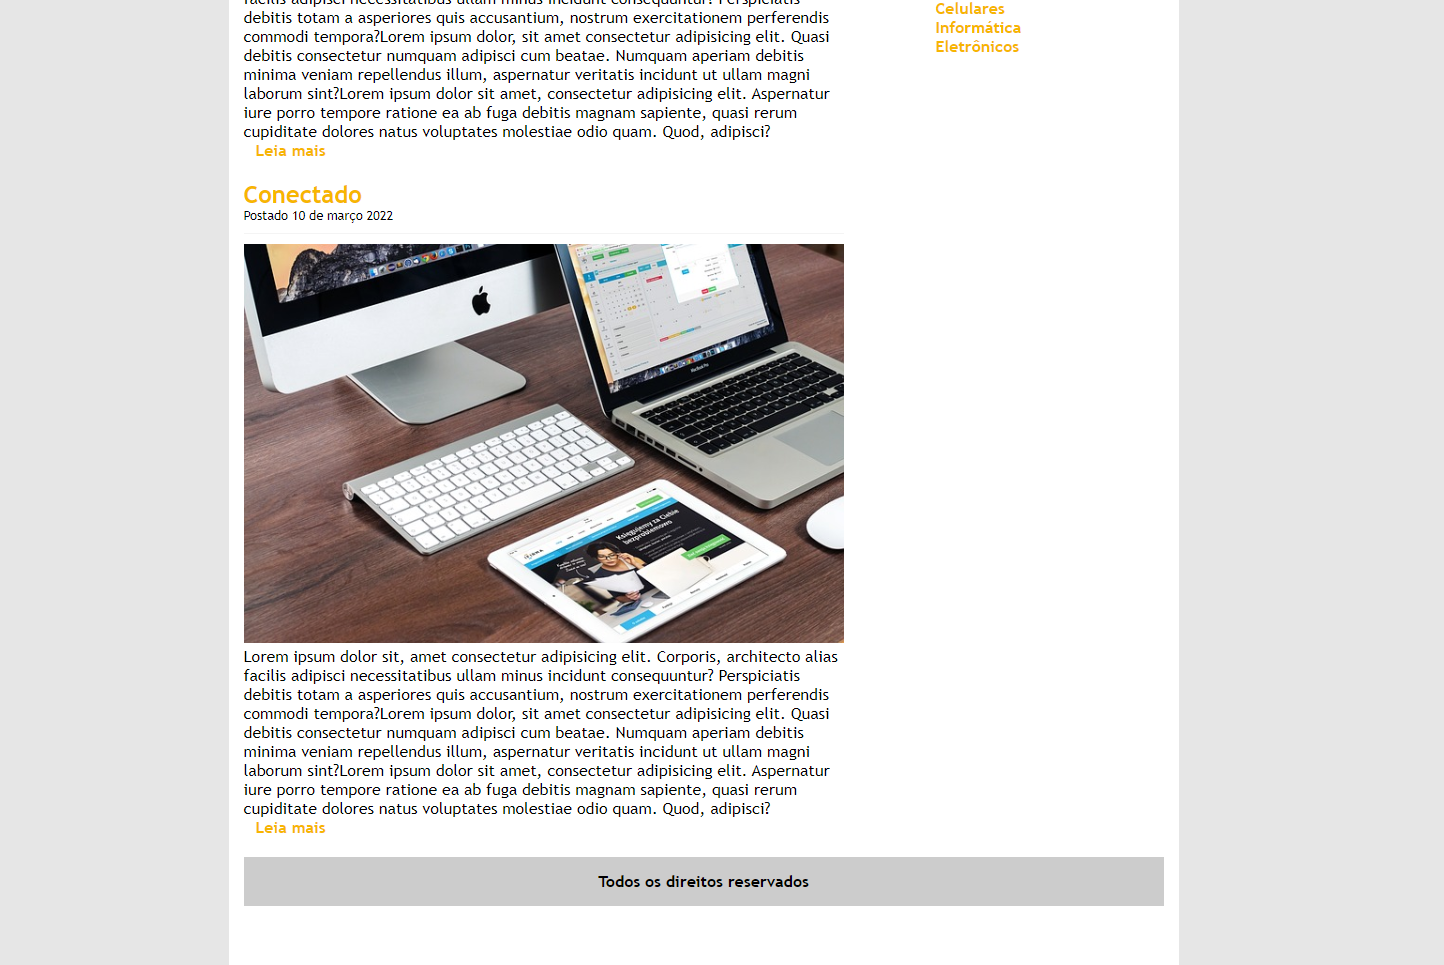 debitis totam a asperiores quis accusantium, nostrum exercitationem perferendis
commodi tempora?Lorem ipsum dolor, sit amet consectetur adipisicing elit. Quasi
debitis consectetur numquam adipisci cum beatae. Numquam aperiam debitis
minima veniam repellendus illum, aspernatur veritatis incidunt ut ullam magni
laborum sint?Lorem ipsum dolor sit amet, consectetur adipisicing elit. Aspernatur
iure porro tempore ratione ea ab fuga debitis magnam sapiente, quasi rerum
cupiditate dolores natus voluptates molestiae odio quam. Quod, adipisci?
Leia mais
Conectado
Postado 10 de março 2022
MacBook Pro
Księgujemy za Ciebie
bezproblemowo
Lorem ipsum dolor sit, amet consectetur adipisicing elit. Corporis, architecto alias
facilis adipisci necessitatibus ullam minus incidunt consequuntur? Perspiciatis
debitis totam a asperiores quis accusantium, nostrum exercitationem perferendis
commodi tempora?Lorem ipsum dolor, sit amet consectetur adipisicing elit. Quasi
debitis consectetur numquam adipisci cum beatae. Numquam aperiam debitis
minima veniam repellendus illum, aspernatur veritatis incidunt ut ullam magni
laborum sint?Lorem ipsum dolor sit amet, consectetur adipisicing elit. Aspernatur
iure porro tempore ratione ea ab fuga debitis magnam sapiente, quasi rerum
cupiditate dolores natus voluptates molestiae odio quam. Quod, adipisci?
Leia mais
Celulares
Informática
Eletrônicos
Todos os direitos reservados